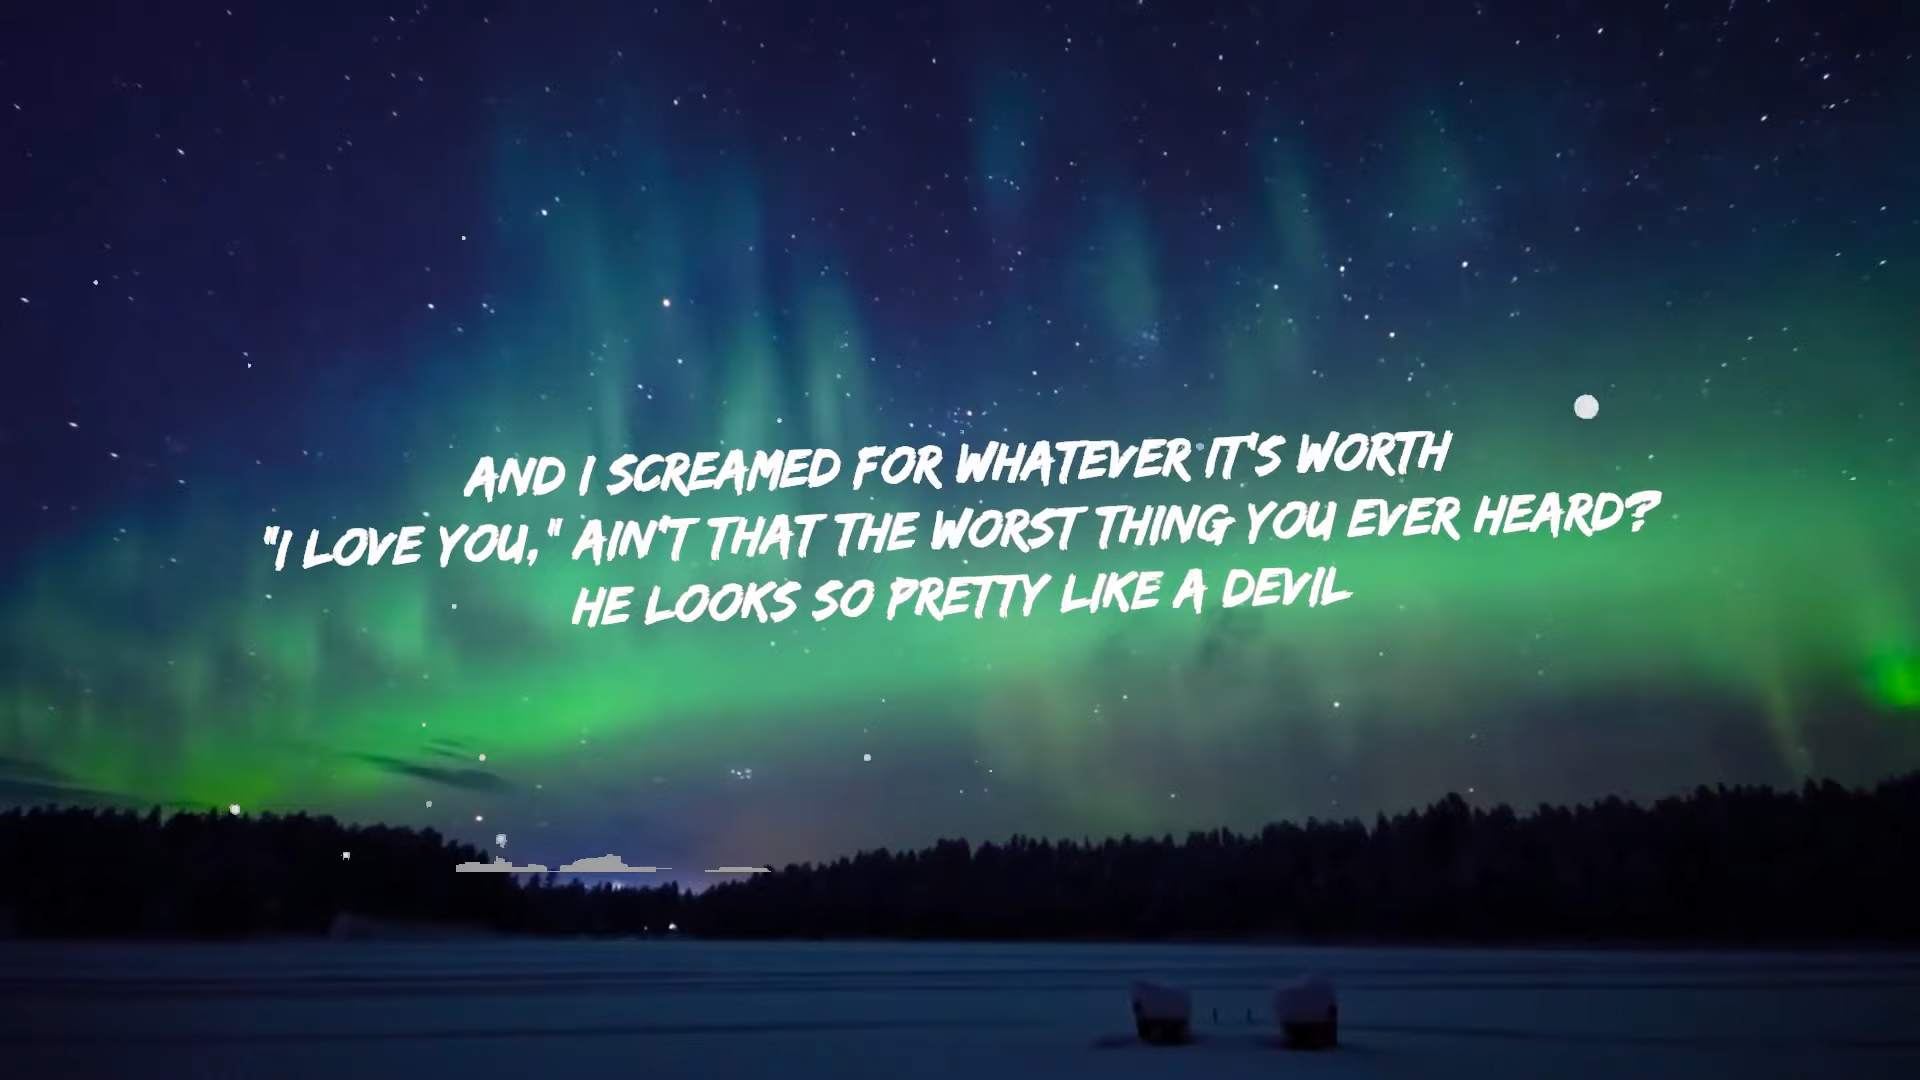 AND I SCREAMED FOR WHATEVER IT'S WORTH
"I LOVE YOU," AIN'T THAT THE WORST THING YOU EVER HEARD?
HE LOOKS SO PRETTY LIKE A DEVIL